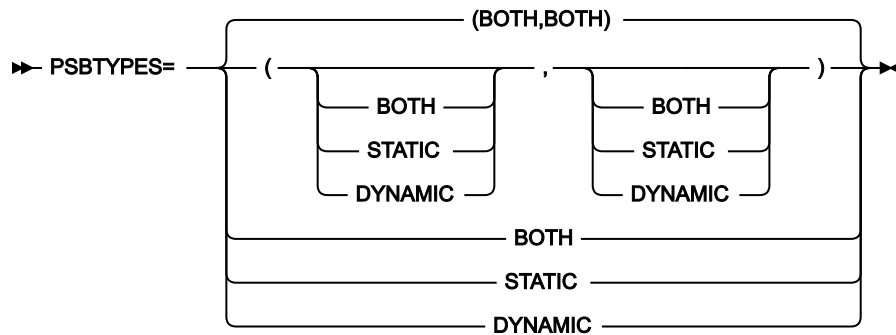 (BOTH,BOTH)
PSBTYPES= ( , )
BOTH BOTH
STATIC STATIC
DYNAMIC DYNAMIC
BOTH
STATIC
DYNAMIC